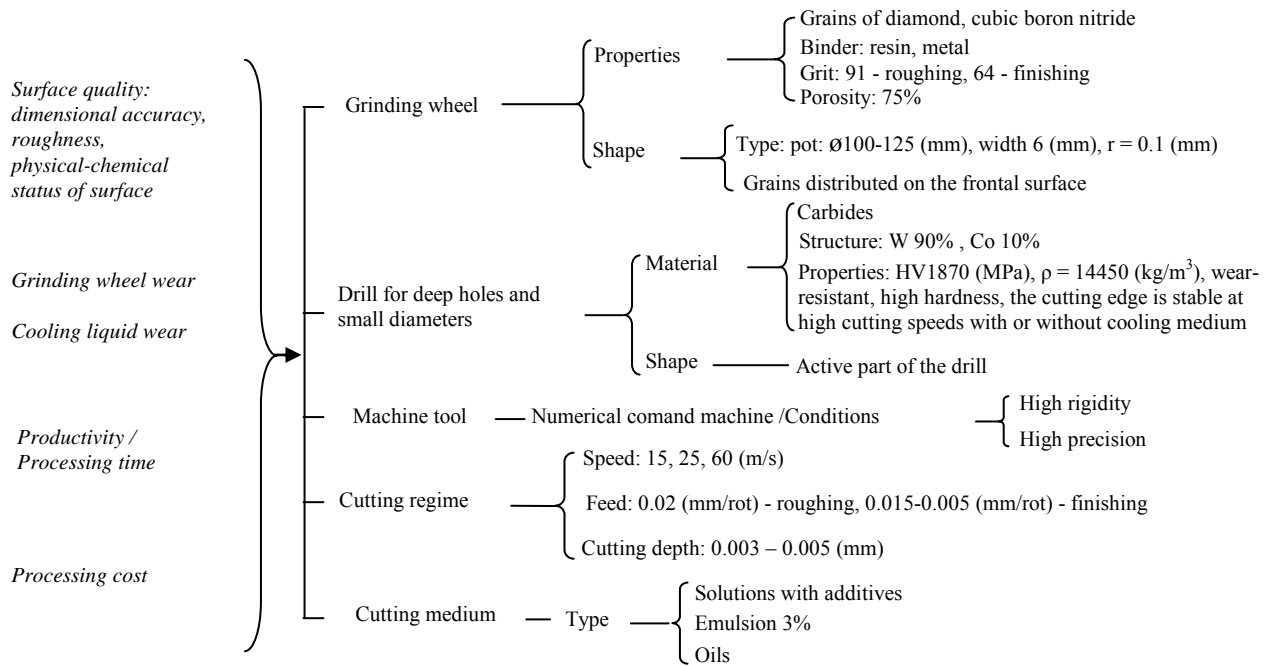 Surface quality:
dimensional accuracy,
roughness,
physical-chemical
status of surface
Grinding wheel wear
Cooling liquid wear
Productivity /
Processing time
Processing cost
Grinding wheel
Properties
Grains of diamond, cubic boron nitride
Binder: resin, metal
Grit: 91 - roughing, 64 - finishing
Porosity: 75%
Shape
Type: pot: Ø100-125 (mm), width 6 (mm), r = 0.1 (mm)
Grains distributed on the frontal surface
Drill for deep holes and
small diameters
Material
Carbides
Structure: W 90% , Co 10%
Properties: HV1870 (MPa), ρ = 14450 (kg/m³), wear-
resistant, high hardness, the cutting edge is stable at
high cutting speeds with or without cooling medium
Shape
Active part of the drill
Machine tool
Numerical comand machine /Conditions
High rigidity
High precision
Cutting regime
Speed: 15, 25, 60 (m/s)
Feed: 0.02 (mm/rot) - roughing, 0.015-0.005 (mm/rot) - finishing
Cutting depth: 0.003 – 0.005 (mm)
Cutting medium
Type
Solutions with additives
Emulsion 3%
Oils